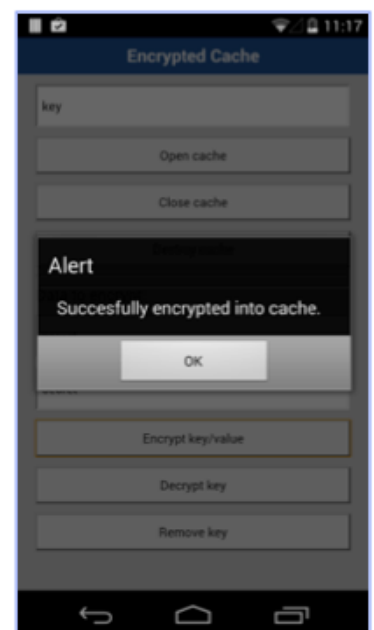 11:17
Encrypted Cache
key
Open cache
Close cache
Alert
Succesfully encrypted into cache.
OK
Encrypt key/value
Decrypt key
Remove key